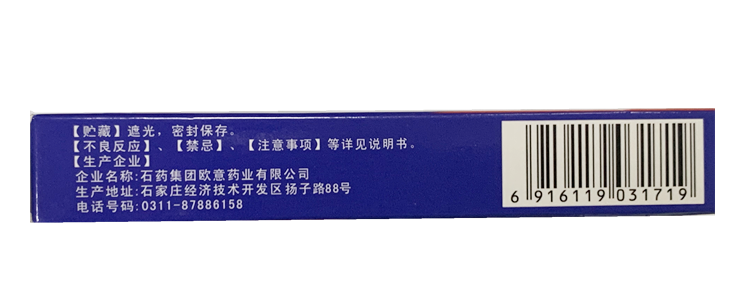 【贮藏】遮光，密封保存。
【不良反应】、【禁忌】、【注意事项】等详见说明书。
【生产企业】
企业名称:石药集团欧意药业有限公司
生产地址:石家庄经济技术开发区扬子路88号
电话号码:0311-87886158
6 916119 031719